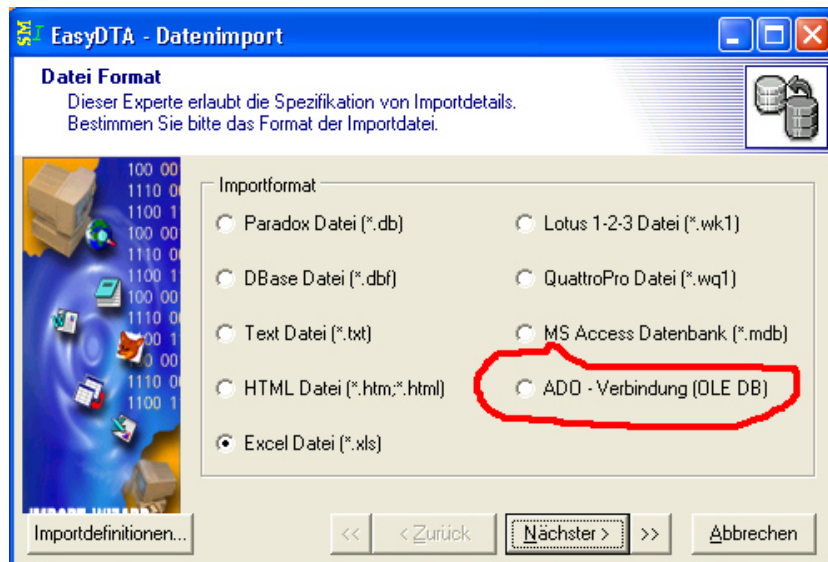 EasyDTA - Datenimport
Datei Format
Dieser Experte erlaubt die Spezifikation von Importdetails.
Bestimmen Sie bitte das Format der Importdatei.
Importformat
Paradox Datei (*.db)
Lotus 1-2-3 Datei (*.wk1)
DBase Datei (*.dbf)
QuattroPro Datei (*.wq1)
Text Datei (*.txt)
MS Access Datenbank (*.mdb)
HTML Datei (*.htm;*.html)
ADO - Verbindung (OLE DB)
Excel Datei (*.xls)
Importdefinitionen...
<<
< Zurück
Nächster >
>>
Abbrechen